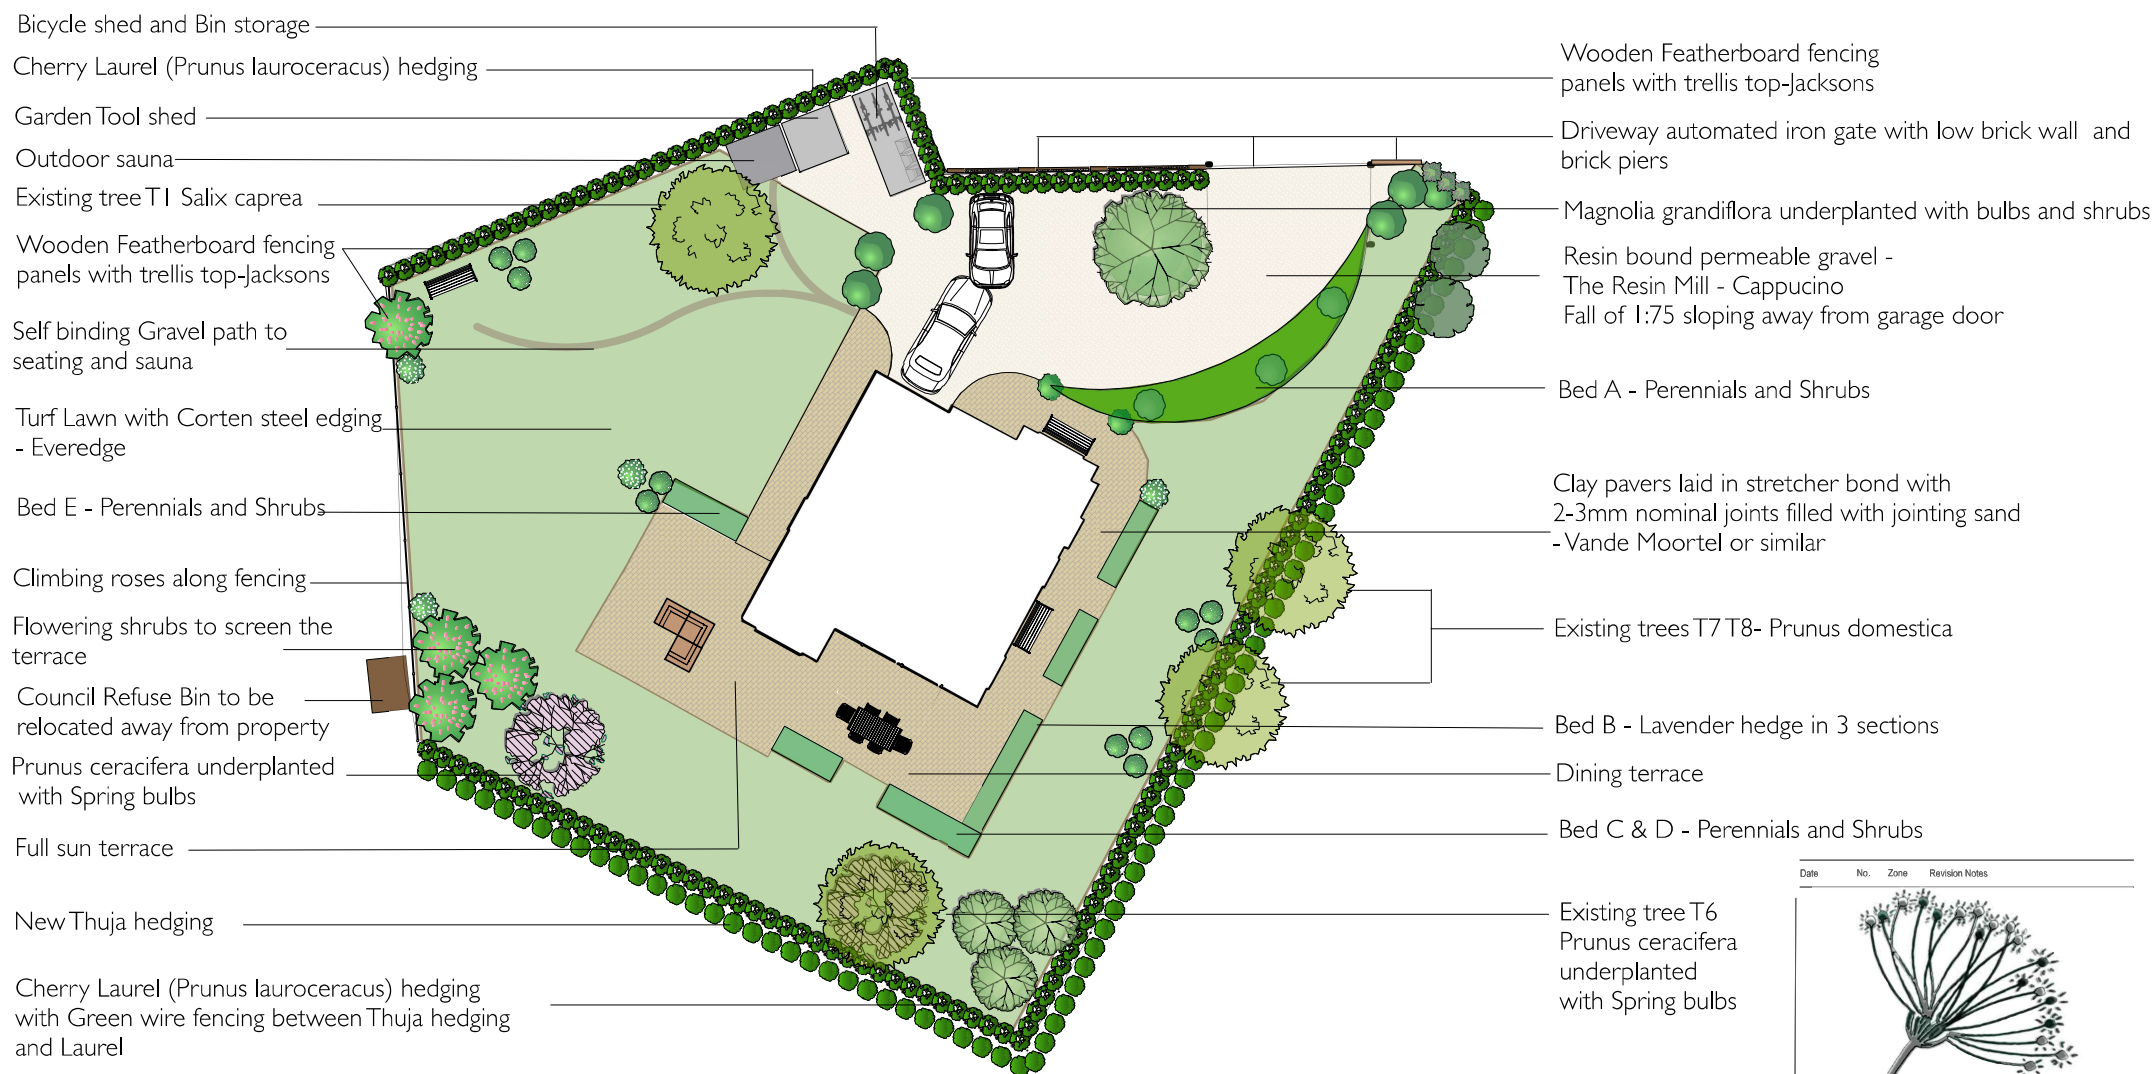 Bicycle shed and Bin storage
Cherry Laurel (Prunus lauroceracus) hedging
Garden Tool shed
Outdoor sauna
Existing tree T1 Salix caprea
Wooden Featherboard fencing
panels with trellis top-Jacksons
Self binding Gravel path to
seating and sauna
Turf Lawn with Corten steel edging
- Everedge
Bed E - Perennials and Shrubs
Climbing roses along fencing
Flowering shrubs to screen the
terrace
Council Refuse Bin to be
relocated away from property
Prunus ceracifera underplanted
with Spring bulbs
Full sun terrace
New Thuja hedging
Cherry Laurel (Prunus lauroceracus) hedging
with Green wire fencing between Thuja hedging
and Laurel
Wooden Featherboard fencing
panels with trellis top-Jacksons
Driveway automated iron gate with low brick wall and
brick piers
Magnolia grandiflora underplanted with bulbs and shrubs
Resin bound permeable gravel -
The Resin Mill - Cappucino
Fall of 1:75 sloping away from garage door
Bed A - Perennials and Shrubs
Clay pavers laid in stretcher bond with
2-3mm nominal joints filled with jointing sand
- Vande Moortel or similar
Existing trees T7 T8- Prunus domestica
Bed B - Lavender hedge in 3 sections
Dining terrace
Bed C & D - Perennials and Shrubs
Existing tree T6
Prunus ceracifera
underplanted
with Spring bulbs
Date No. Zone Revision Notes